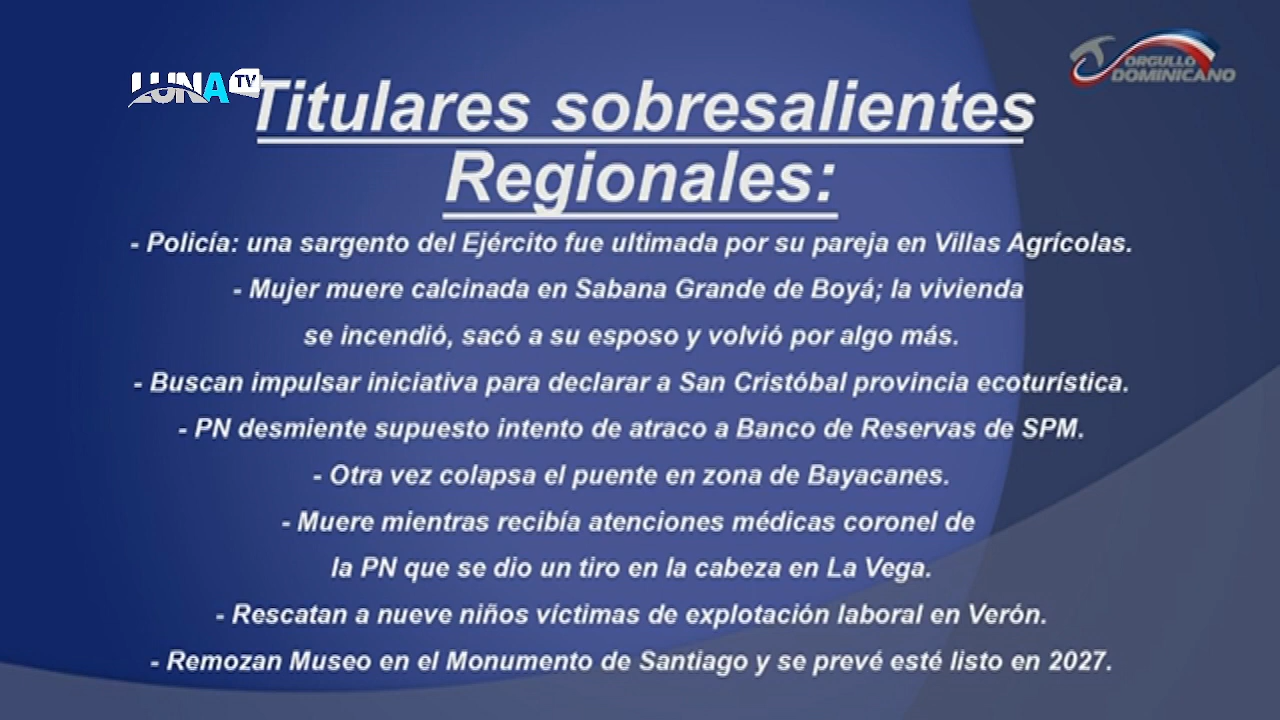 LUNA TV
ORGULLO
DOMINICANO
Titulares sobresalientes
Regionales:
- Policía: una sargento del Ejército fue ultimada por su pareja en Villas Agrícolas.
- Mujer muere calcinada en Sabana Grande de Boyá; la vivienda
se incendió, sacó a su esposo y volvió por algo más.
- Buscan impulsar iniciativa para declarar a San Cristóbal provincia ecoturística.
- PN desmiente supuesto intento de atraco a Banco de Reservas de SPM.
- Otra vez colapsa el puente en zona de Bayacanes.
- Muere mientras recibía atenciones médicas coronel de
la PN que se dio un tiro en la cabeza en La Vega.
- Rescatan a nueve niños víctimas de explotación laboral en Verón.
- Remozan Museo en el Monumento de Santiago y se prevé esté listo en 2027.